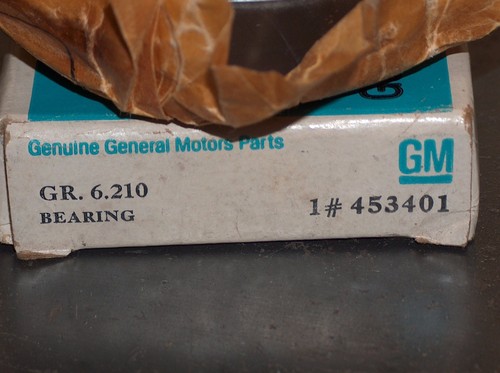 Genuine General Motors Parts
GM
GR. 6.210
BEARING
1# 453401